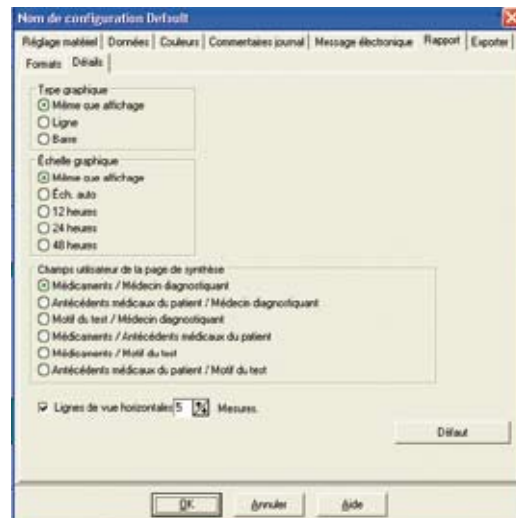 Nom de configuration Default
Réglage matériel Données Couleurs Commentaires journal Message électronique Rapport Exporter
Formats Détails
Type graphique
Même que affichage
Ligne
Barre
Échelle graphique
Même que affichage
Éch. auto
12 heures
24 heures
48 heures
Champs utilisateur de la page de synthèse
Médicaments / Médecin diagnostiquant
Antécédents médicaux du patient / Médecin diagnostiquant
Motif du test / Médecin diagnostiquant
Médicaments / Antécédents médicaux du patient
Médicaments / Motif du test
Antécédents médicaux du patient / Motif du test
Lignes de vue horizontales 5 Mesures.
Défaut
OK Annuler Aide